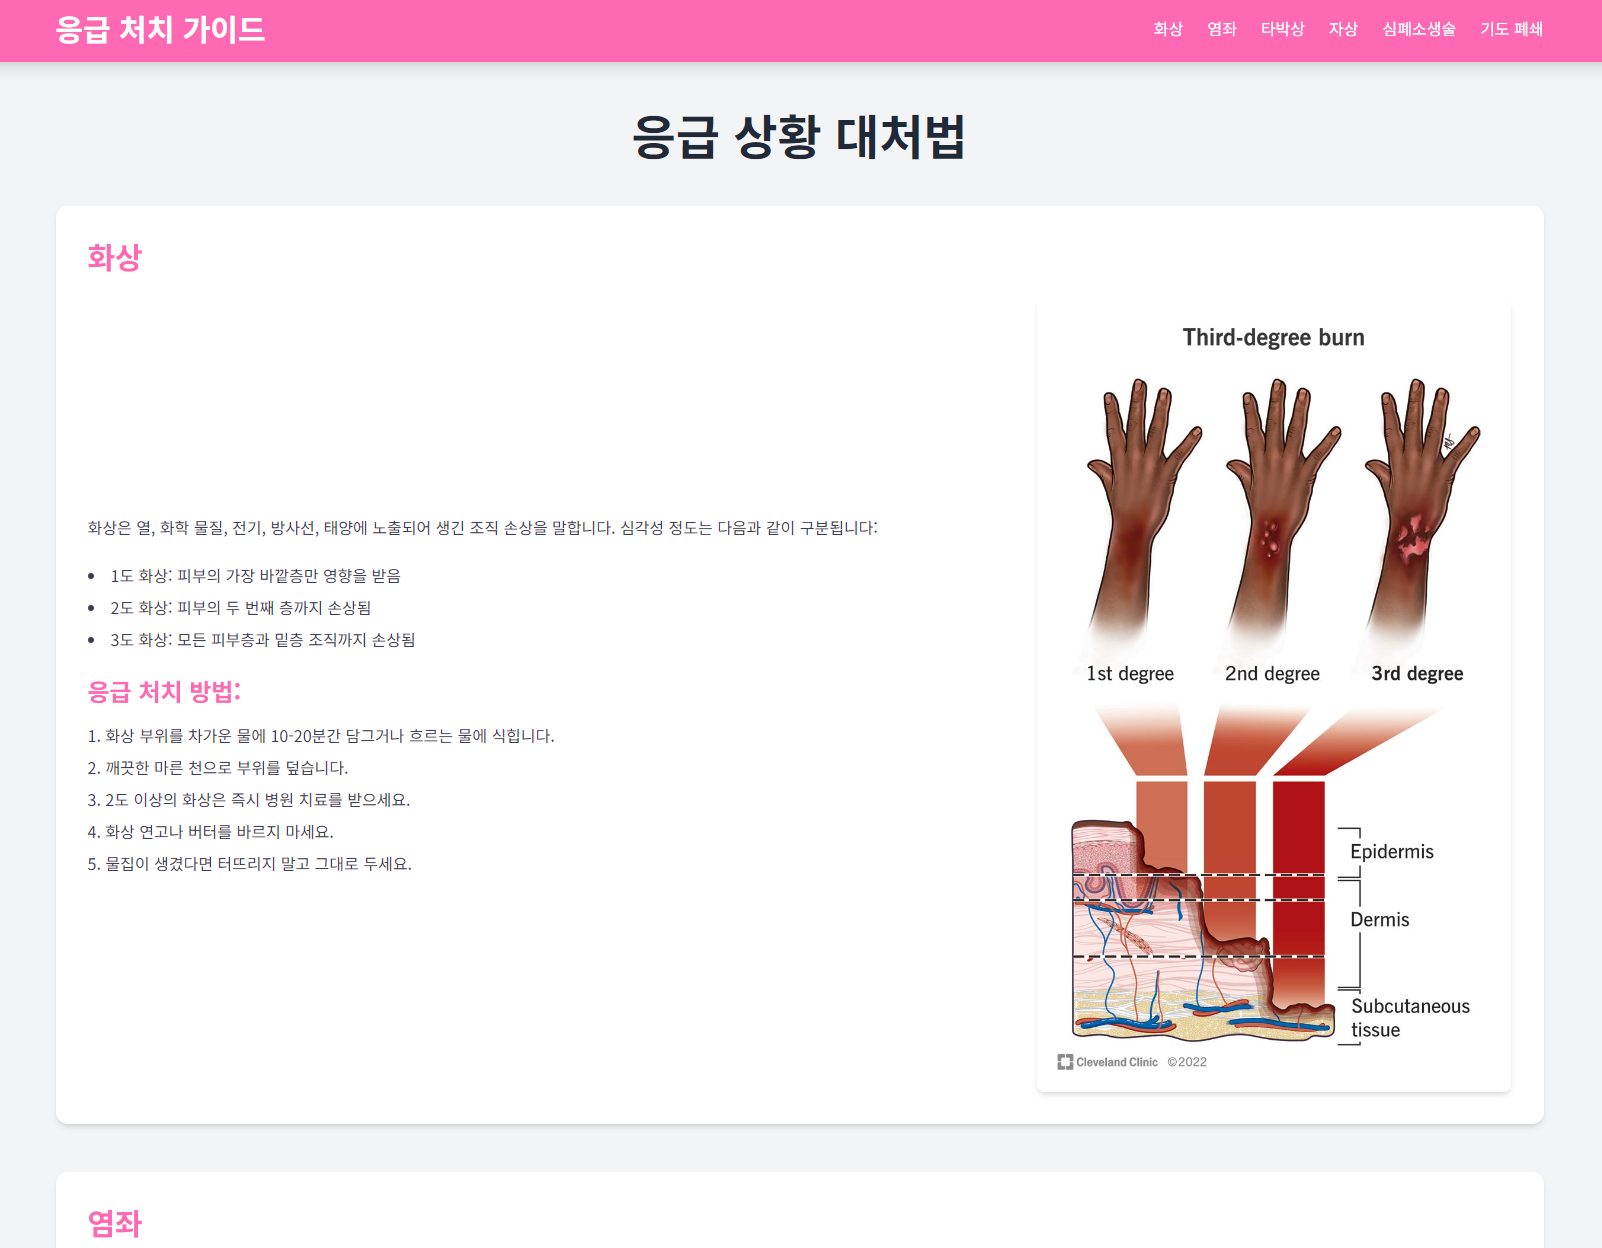 응급 처치 가이드
화상 염좌 타박상 자상 심폐소생술 기도 폐쇄
응급 상황 대처법
화상
화상은 열, 화학 물질, 전기, 방사선, 태양에 노출되어 생긴 조직 손상을 말합니다. 심각성 정도는 다음과 같이 구분됩니다:
• 1도 화상: 피부의 가장 바깥층만 영향을 받음
• 2도 화상: 피부의 두 번째 층까지 손상됨
• 3도 화상: 모든 피부층과 밑층 조직까지 손상됨
응급 처치 방법:
1. 화상 부위를 차가운 물에 10-20분간 담그거나 흐르는 물에 식힙니다.
2. 깨끗한 마른 천으로 부위를 덮습니다.
3. 2도 이상의 화상은 즉시 병원 치료를 받으세요.
4. 화상 연고나 버터를 바르지 마세요.
5. 물집이 생겼다면 터뜨리지 말고 그대로 두세요.
Third-degree burn
1st degree 2nd degree 3rd degree
Epidermis
Dermis
Subcutaneous
tissue
Cleveland Clinic ©2022
염좌